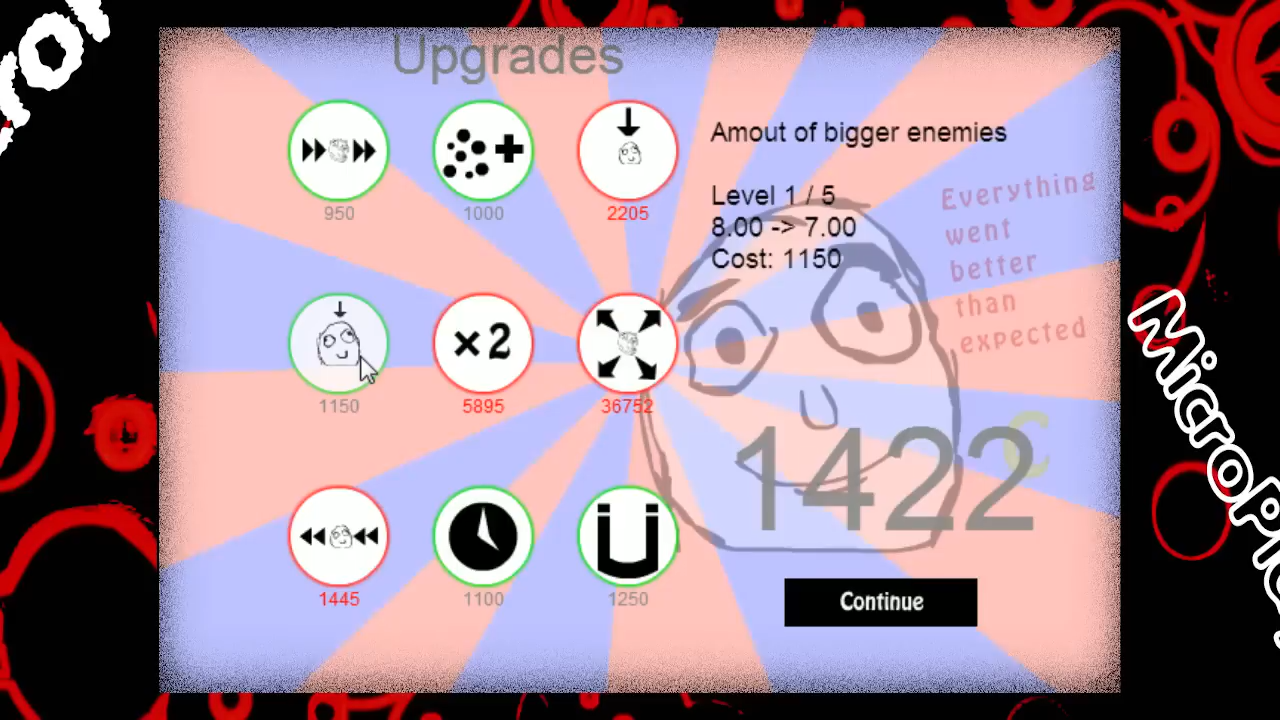 Upgrades
950
1000
2205
1150
5895
36752
1445
1100
1250
Amout of bigger enemies
Level 1 / 5
8.00 -> 7.00
Cost: 1150
Everything
went
better
than
expected
1422
C
Continue
×2